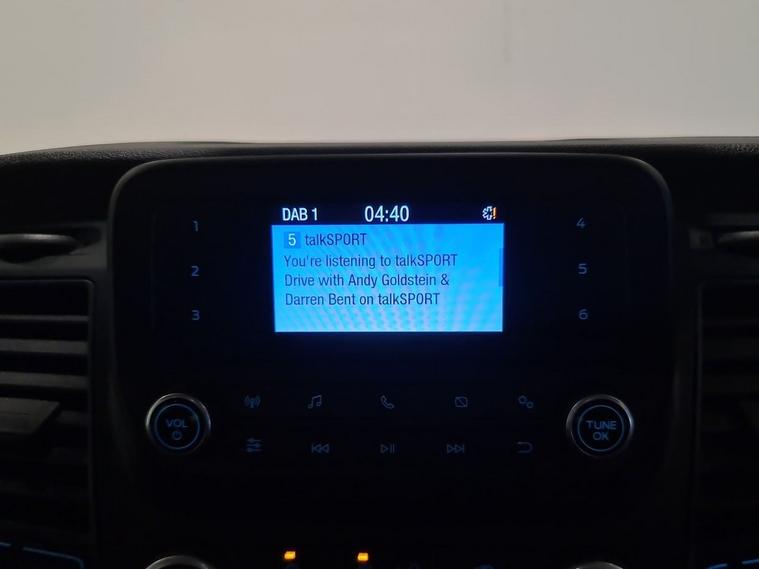 DAB 1 04:40
5 talkSPORT
You're listening to talkSPORT
Drive with Andy Goldstein &
Darren Bent on talkSPORT
1 4
2 5
3 6
VOL
TUNE
OK